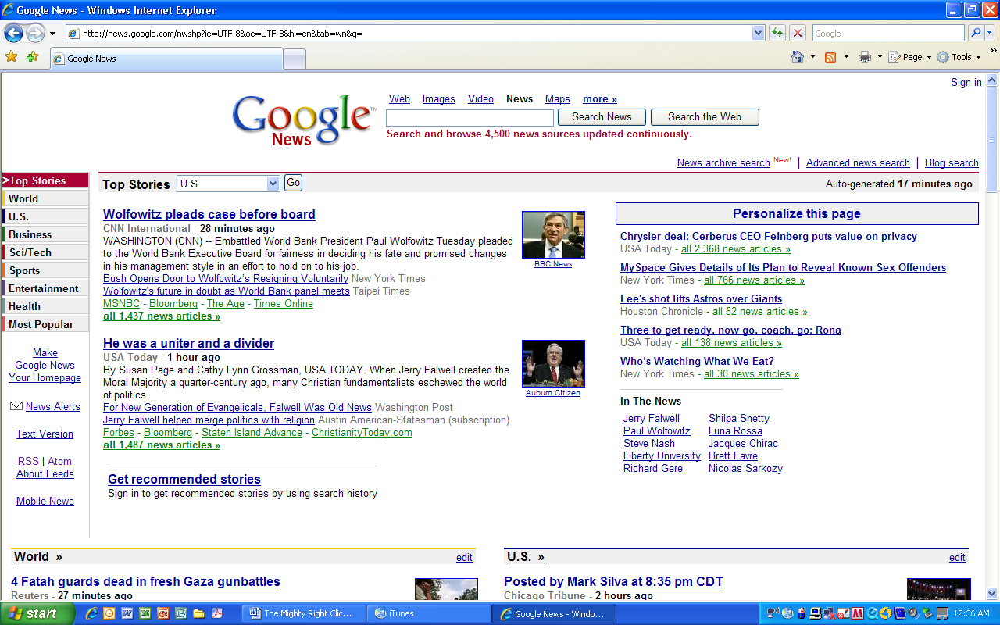 Google News - Windows Internet Explorer
http://news.google.com/nwshp?ie=UTF-8&oe=UTF-8&hl=en&tab=wn&q=
Google
Google News
Page
Tools
»
Sign in
Web Images Video News Maps more »
Google™
News
Search News
Search the Web
Search and browse 4,500 news sources updated continuously.
News archive search New! | Advanced news search | Blog search
>Top Stories
World
U.S.
Business
Sci/Tech
Sports
Entertainment
Health
Most Popular
Make
Google News
Your Homepage
News Alerts
Text Version
RSS | Atom
About Feeds
Mobile News
Top Stories U.S. Go
Auto-generated 17 minutes ago
Wolfowitz pleads case before board
CNN International - 28 minutes ago
WASHINGTON (CNN) -- Embattled World Bank President Paul Wolfowitz Tuesday pleaded
to the World Bank Executive Board for fairness in deciding his fate and promised changes
in his management style in an effort to hold on to his job.
Bush Opens Door to Wolfowitz's Resigning Voluntarily New York Times
Wolfowitz's future in doubt as World Bank panel meets Taipei Times
MSNBC - Bloomberg - The Age - Times Online
all 1,437 news articles »
BBC News
He was a uniter and a divider
USA Today - 1 hour ago
By Susan Page and Cathy Lynn Grossman, USA TODAY. When Jerry Falwell created the
Moral Majority a quarter-century ago, many Christian fundamentalists eschewed the world
of politics.
For New Generation of Evangelicals, Falwell Was Old News Washington Post
Jerry Falwell helped merge politics with religion Austin American-Statesman (subscription)
Forbes - Bloomberg - Staten Island Advance - ChristianityToday.com
all 1,487 news articles »
Auburn Citizen
Get recommended stories
Sign in to get recommended stories by using search history
Personalize this page
Chrysler deal: Cerberus CEO Feinberg puts value on privacy
USA Today - all 2,368 news articles »
MySpace Gives Details of Its Plan to Reveal Known Sex Offenders
New York Times - all 766 news articles »
Lee's shot lifts Astros over Giants
Houston Chronicle - all 52 news articles »
Three to get ready, now go, coach, go: Rona
USA Today - all 138 news articles »
Who's Watching What We Eat?
New York Times - all 30 news articles »
In The News
Jerry Falwell
Paul Wolfowitz
Steve Nash
Liberty University
Richard Gere
Shilpa Shetty
Luna Rossa
Jacques Chirac
Brett Favre
Nicolas Sarkozy
World » edit
4 Fatah guards dead in fresh Gaza gunbattles
Reuters - 27 minutes ago
U.S. » edit
Posted by Mark Silva at 8:35 pm CDT
Chicago Tribune - 2 hours ago
start
The Mighty Right Clic...
iTunes
Google News - Windo...
12:36 AM